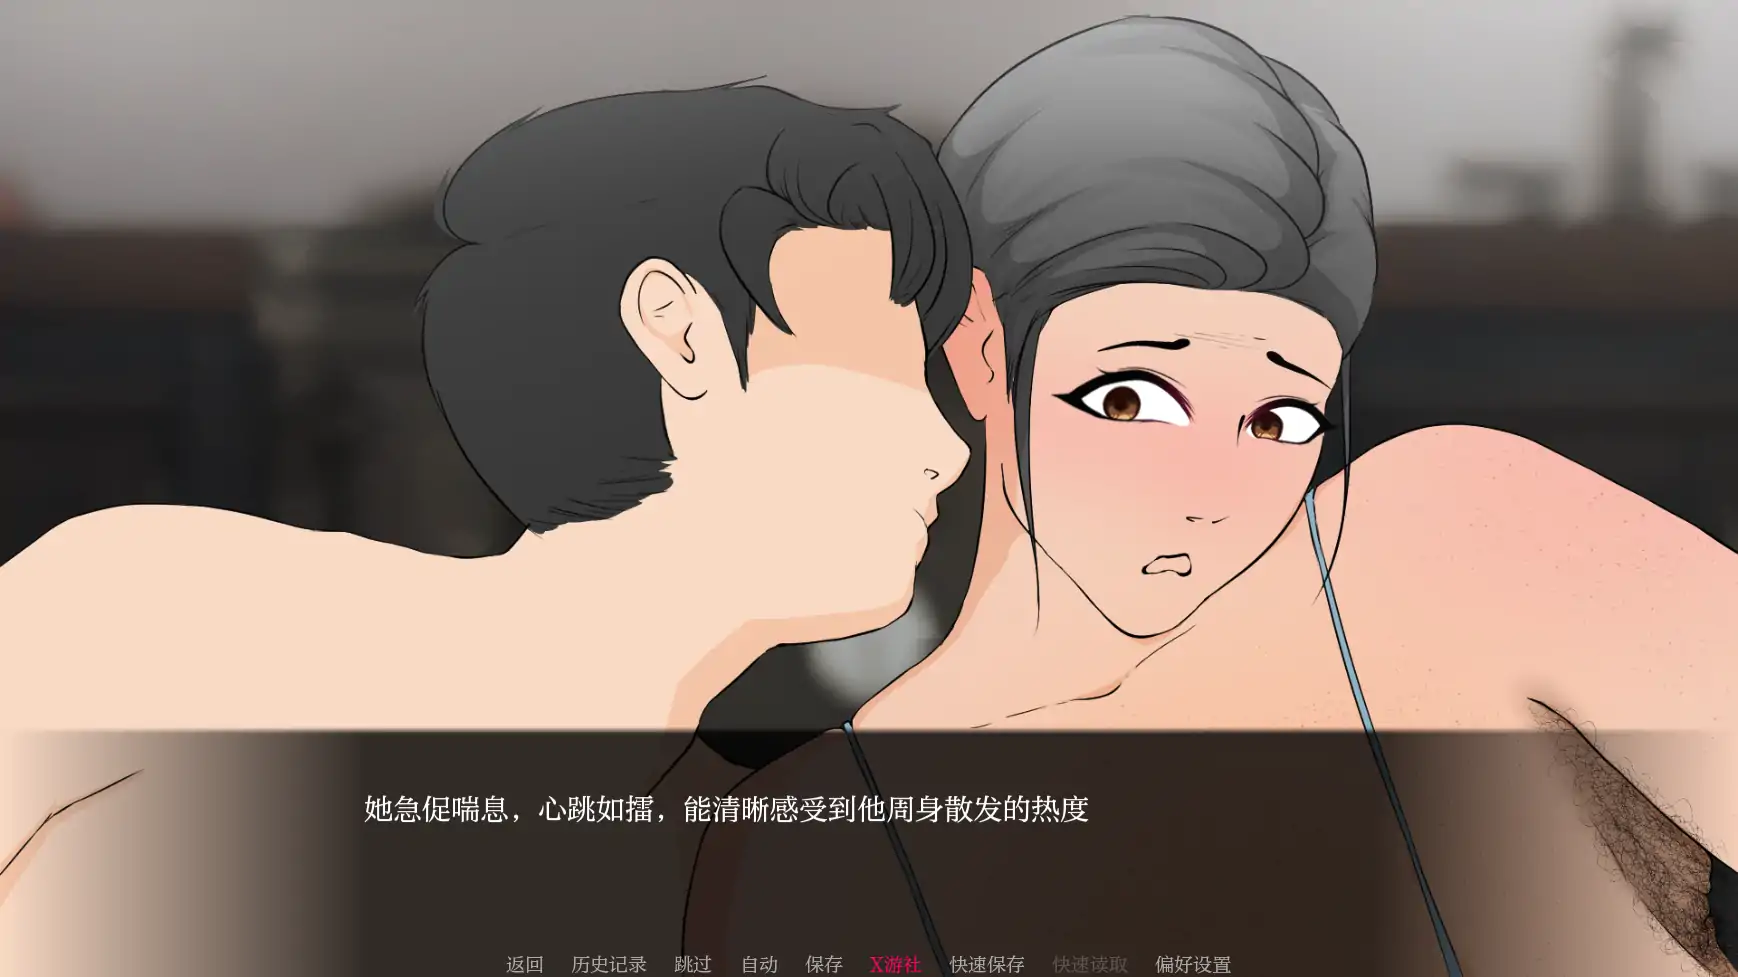 她急促喘息，心跳如擂，能清晰感受到他周身散发的热度
返回 历史记录 跳过 自动 保存 X游社 快速保存 快速读取 偏好设置